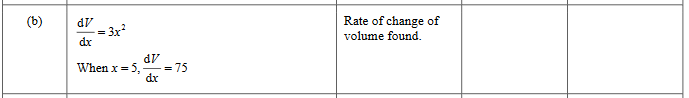 (b)
dV/dx = 3x²
When x = 5, dV/dx = 75
Rate of change of
volume found.